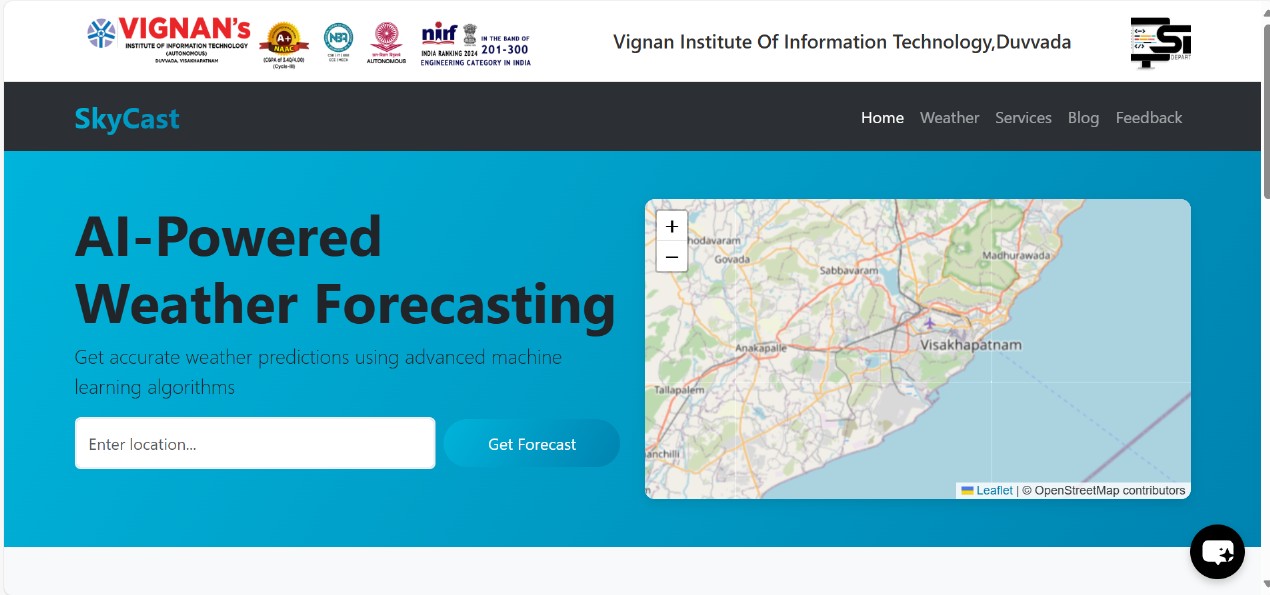 VIGNAN'S
INSTITUTE OF INFORMATION TECHNOLOGY
(AUTONOMOUS)
DUVVADA, VISAKHAPATNAM
A+
NAAC
(CGPA of 3.40/4.00)
(Cycle-III)
NBA
AUTONOMOUS
nirf
IN THE BAND OF
INDIA RANKING 2024 201-300
ENGINEERING CATEGORY IN INDIA
Vignan Institute Of Information Technology,Duvvada
SkyCast
Home Weather Services Blog Feedback
AI-Powered
Weather Forecasting
Get accurate weather predictions using advanced machine
learning algorithms
Enter location...
Get Forecast
+
−
hodavaram
Govada
Sabbavaram
Madhurawada
Anakapalle
Visakhapatnam
Tallapalem
anchilli
Leaflet | © OpenStreetMap contributors